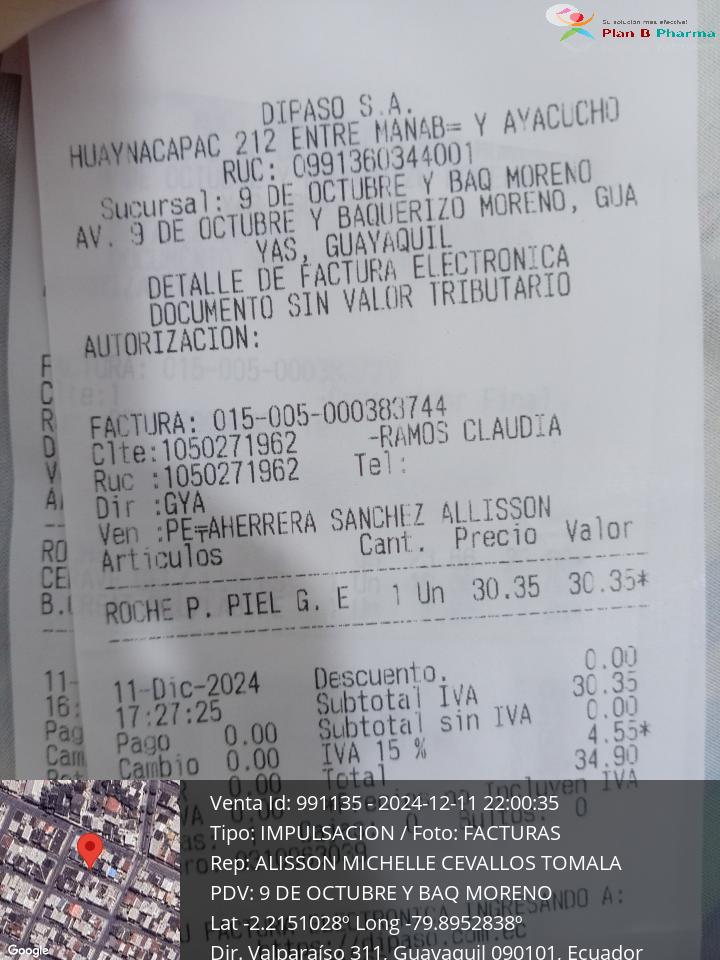 Su solución más efectiva!
Plan B Pharma
DIPASO S.A.
HUAYNACAPAC 212 ENTRE MANAB= Y AYACUCHO
RUC: 0991360344001
Sucursal: 9 DE OCTUBRE Y BAQ MORENO
AV. 9 DE OCTUBRE Y BAQUERIZO MORENO, GUA
YAS, GUAYAQUIL
DETALLE DE FACTURA ELECTRONICA
DOCUMENTO SIN VALOR TRIBUTARIO
AUTORIZACION:
FACTURA: 015-005-000383744
Clte:1050271962 -RAMOS CLAUDIA
Ruc :1050271962 Tel:
Dir :GYA
Ven :PE╤AHERRERA SANCHEZ ALLISSON
Articulos Cant. Precio Valor
ROCHE P. PIEL G. E 1 Un 30.35 30.35*
11-Dic-2024 Descuento. 0.00
17:27:25 Subtotal IVA 30.35
Pago 0.00 Subtotal sin IVA 0.00
Cambio 0.00 IVA 15 % 4.55*
0.00 Total 34.90
Incluyen IVA
Venta Id: 991135 - 2024-12-11 22:00:35
Tipo: IMPULSACION / Foto: FACTURAS
Rep: ALISSON MICHELLE CEVALLOS TOMALA
PDV: 9 DE OCTUBRE Y BAQ MORENO
Lat -2.2151028º Long -79.8952838º
Dir. Valparaíso 311, Guayaquil 090101, Ecuador
Google